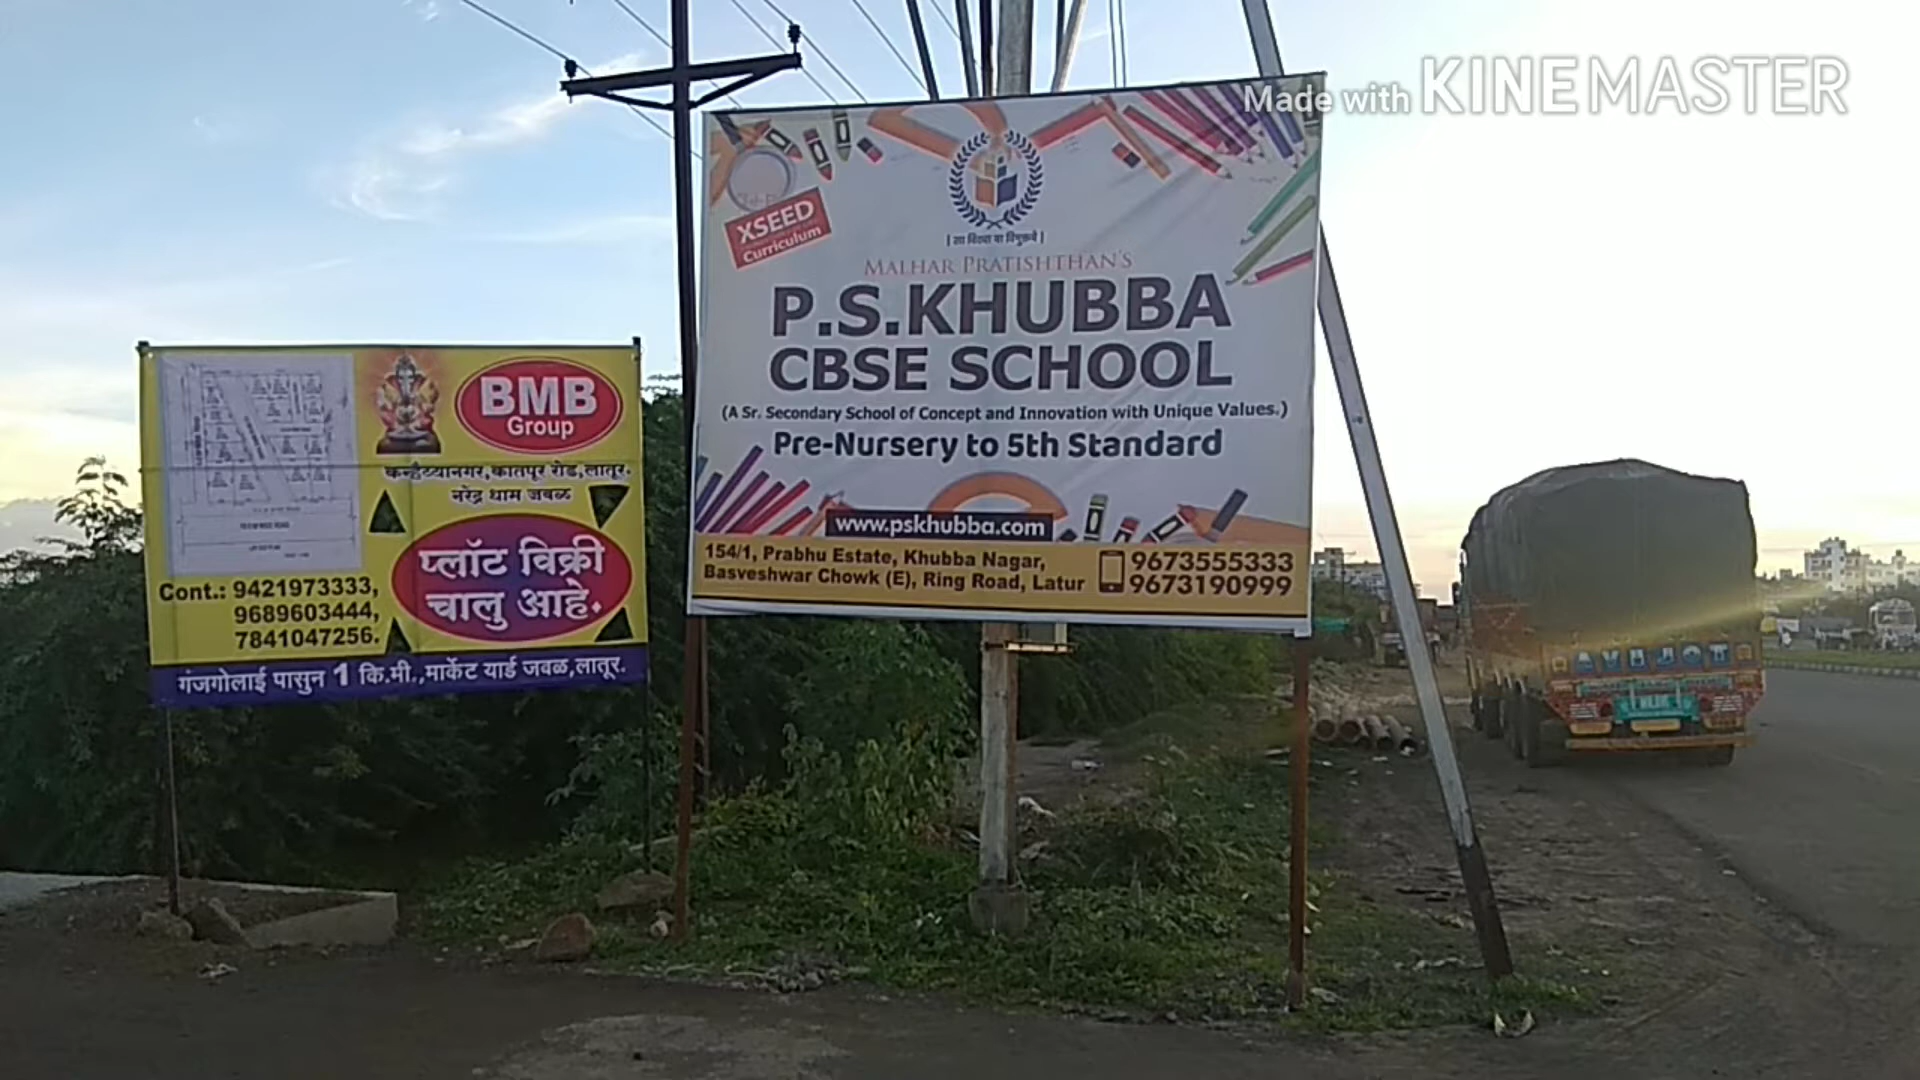 Made with KINEMASTER
XSEED
Curriculum
MALHAR PRATISHTHAN'S
P.S.KHUBBA
CBSE SCHOOL
(A Sr. Secondary School of Concept and Innovation with Unique Values.)
Pre-Nursery to 5th Standard
www.pskhubba.com
154/1, Prabhu Estate, Khubba Nagar,
Basveshwar Chowk (E), Ring Road, Latur
9673555333
9673190999
BMB
Group
कन्हैय्यानगर,कातपूर रोड,लातूर.
नरेंद्र धाम जवळ
प्लॉट विक्री
चालु आहे.
Cont.: 9421973333,
9689603444,
7841047256.
गंजगोलाई पासुन 1 कि.मी.,मार्केट यार्ड जवळ,लातूर.